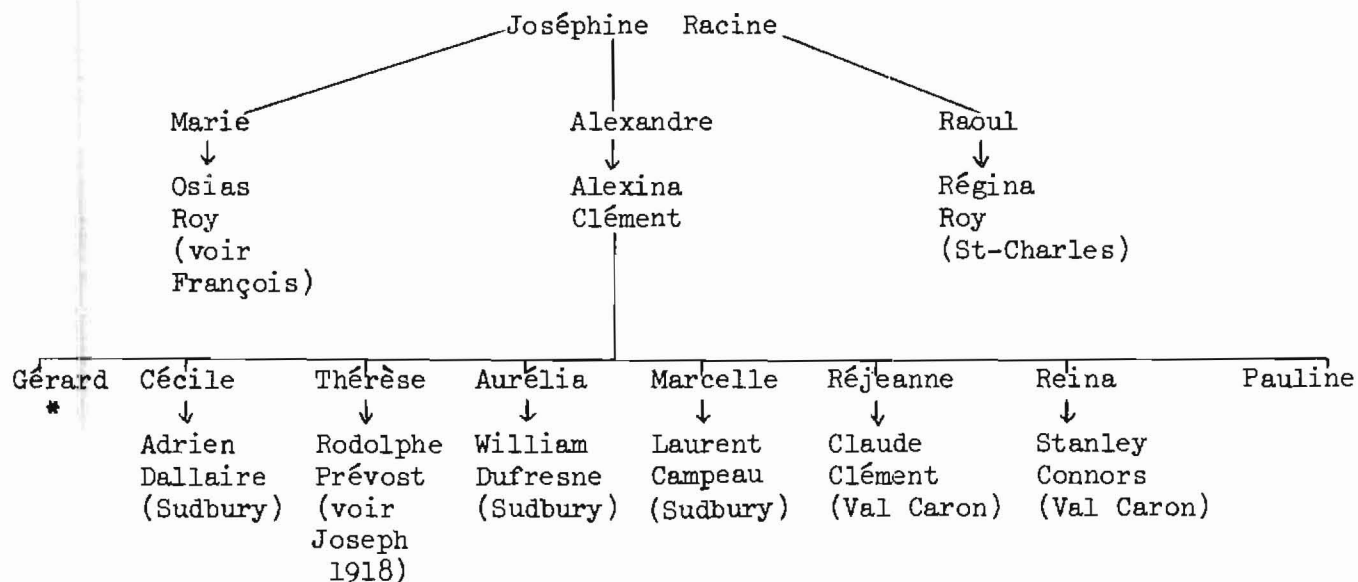 Joséphine Racine
Marie Alexandre Raoul
↓ ↓ ↓
Osias Alexina Régina
Roy Clément Roy
(voir (St-Charles)
François)
Gérard Cécile Thérèse Aurélia Marcelle Réjeanne Reina Pauline
* ↓ ↓ ↓ ↓ ↓ ↓
Adrien Rodolphe William Laurent Claude Stanley
Dallaire Prévost Dufresne Campeau Clément Connors
(Sudbury) (voir (Sudbury) (Sudbury) (Val Caron) (Val Caron)
Joseph
1918)